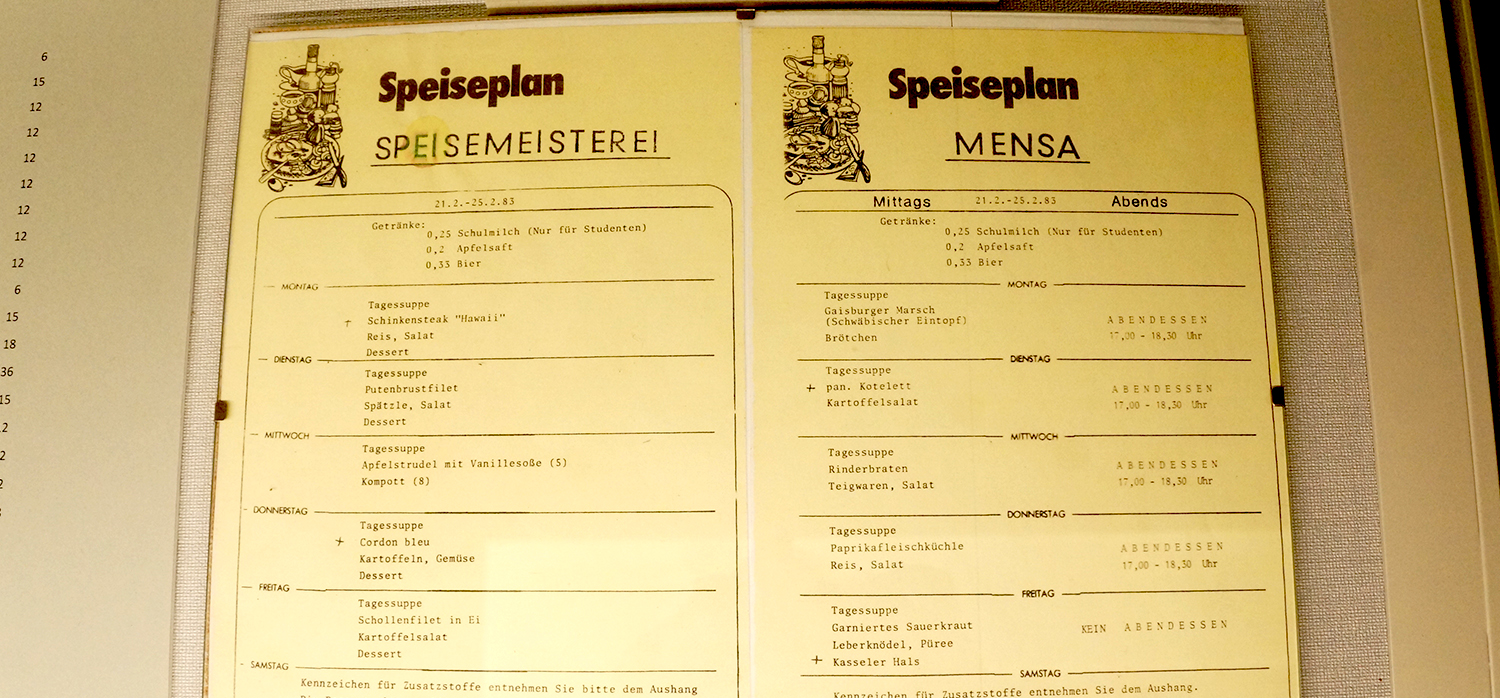 6
15
12
12
12
12
12
12
12
6
15
18
36
15
Speiseplan
SPEISEMEISTEREI
21.2.-25.2.83
Getränke:
0,25 Schulmilch (Nur für Studenten)
0,2 Apfelsaft
0,33 Bier
MONTAG
Tagessuppe
+ Schinkensteak "Hawaii"
Reis, Salat
Dessert
DIENSTAG
Tagessuppe
Putenbrustfilet
Spätzle, Salat
Dessert
MITTWOCH
Tagessuppe
Apfelstrudel mit Vanillesoße (5)
Kompott (8)
DONNERSTAG
Tagessuppe
+ Cordon bleu
Kartoffeln, Gemüse
Dessert
FREITAG
Tagessuppe
Schollenfilet in Ei
Kartoffelsalat
Dessert
SAMSTAG
Kennzeichen für Zusatzstoffe entnehmen Sie bitte dem Aushang
Speiseplan
MENSA
Mittags 21.2.-25.2.83 Abends
Getränke:
0,25 Schulmilch (Nur für Studenten)
0,2 Apfelsaft
0,33 Bier
MONTAG
Tagessuppe
Gaisburger Marsch
(Schwäbischer Eintopf)
Brötchen
ABENDESSEN
17,00 - 18,30 Uhr
DIENSTAG
Tagessuppe
+ pan. Kotelett
Kartoffelsalat
ABENDESSEN
17,00 - 18,30 Uhr
MITTWOCH
Tagessuppe
Rinderbraten
Teigwaren, Salat
ABENDESSEN
17,00 - 18,30 Uhr
DONNERSTAG
Tagessuppe
Paprikafleischküchle
Reis, Salat
ABENDESSEN
17,00 - 18,30 Uhr
FREITAG
Tagessuppe
Garniertes Sauerkraut
Leberknödel, Püree
+ Kasseler Hals
KEIN ABENDESSEN
SAMSTAG
Kennzeichen für Zusatzstoffe entnehmen Sie dem Aushang.